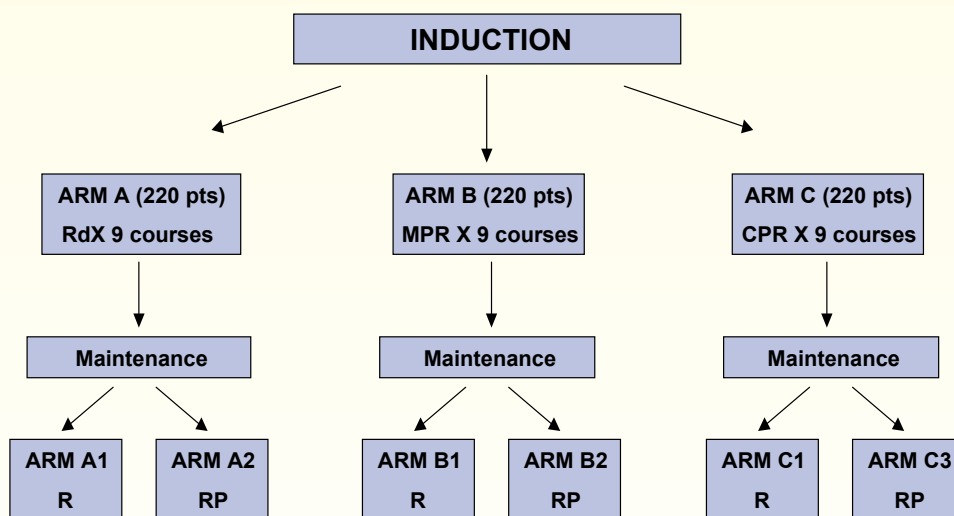 INDUCTION
ARM A (220 pts)
RdX 9 courses
ARM B (220 pts)
MPR X 9 courses
ARM C (220 pts)
CPR X 9 courses
Maintenance
Maintenance
Maintenance
ARM A1
R
ARM A2
RP
ARM B1
R
ARM B2
RP
ARM C1
R
ARM C3
RP